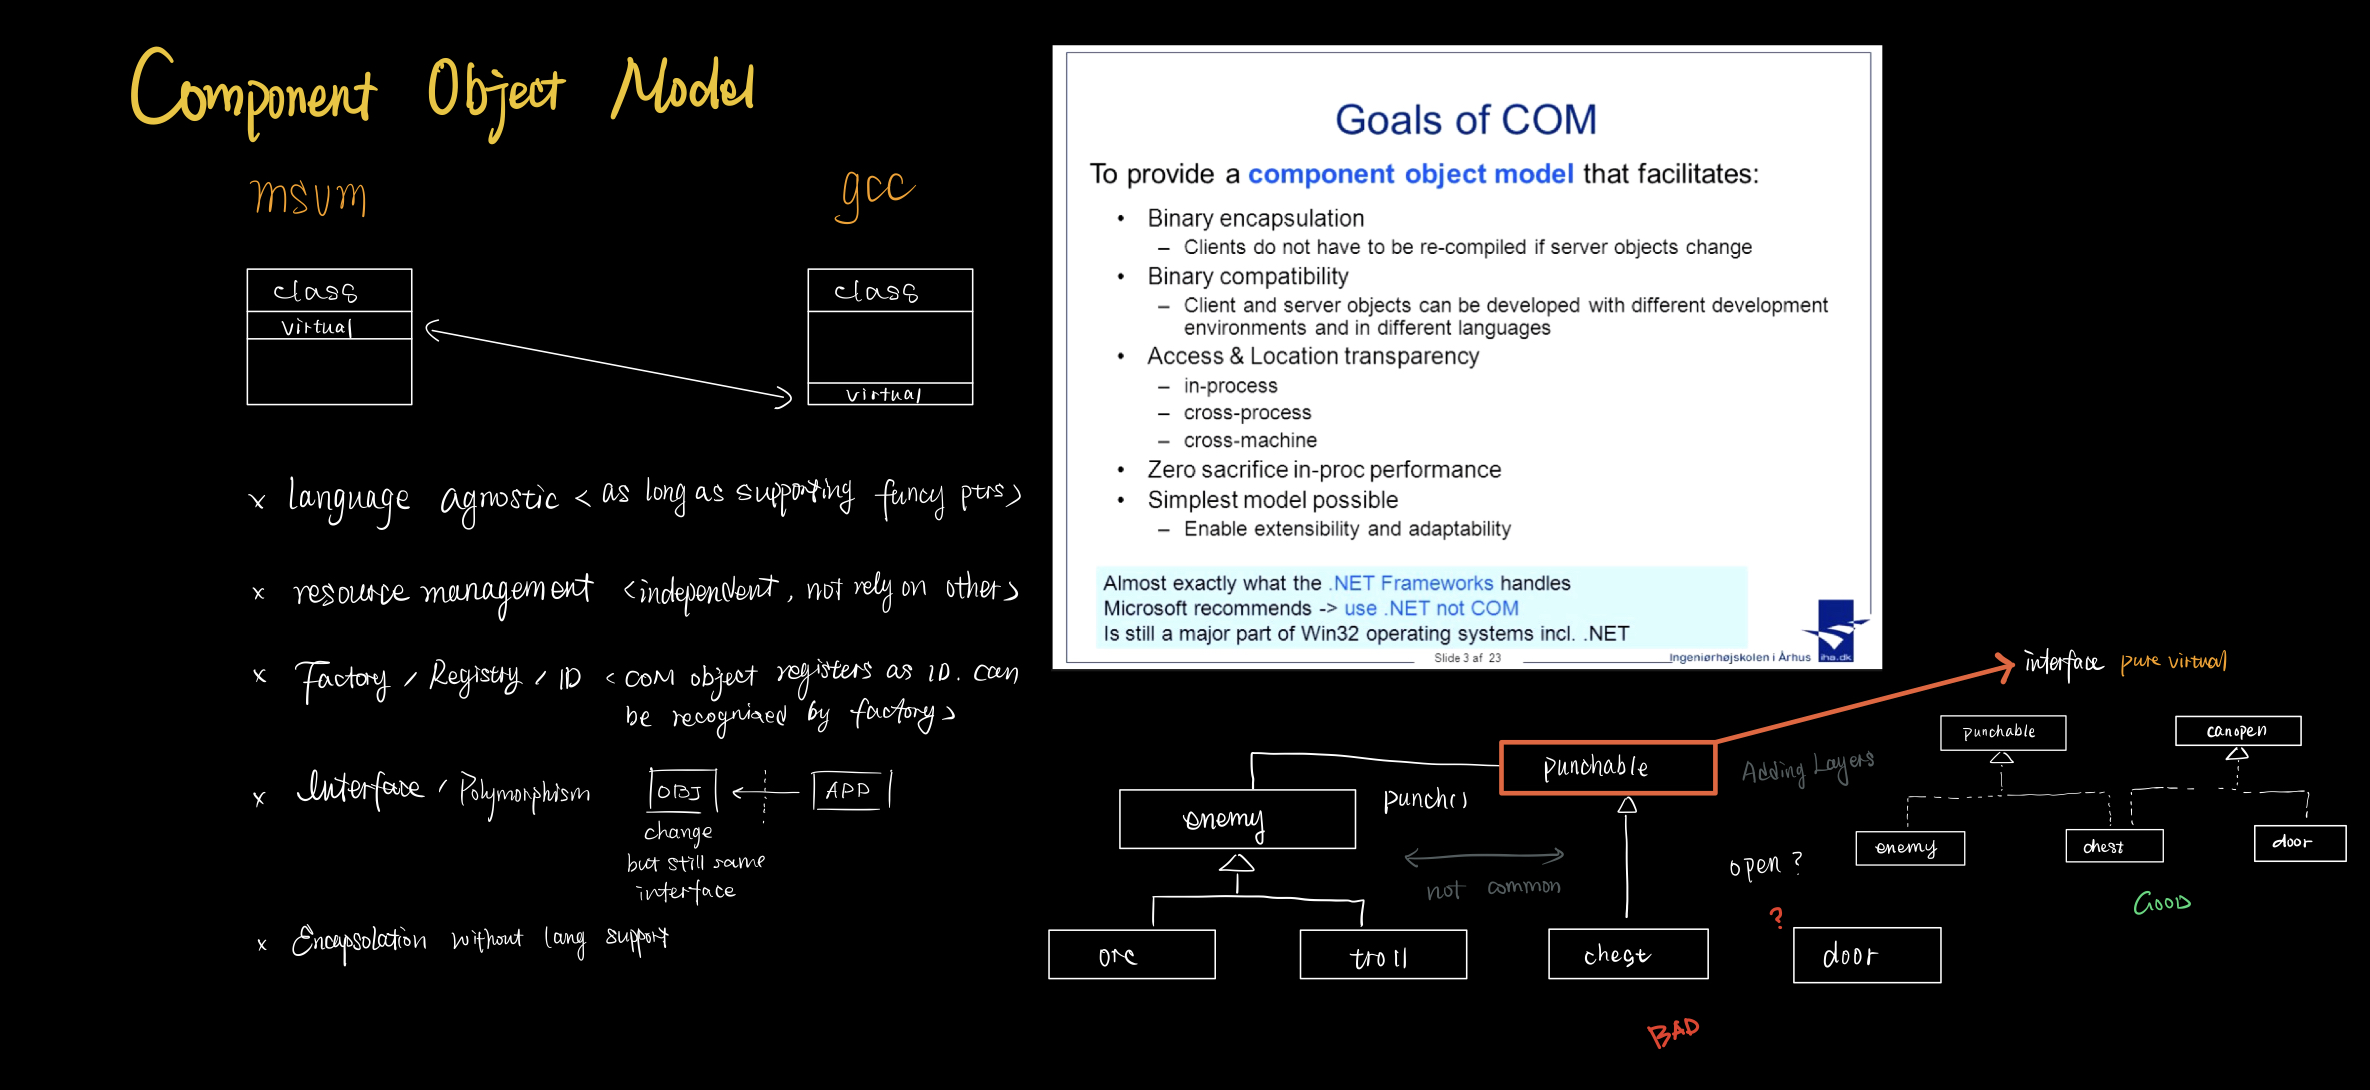 Component Object Model
msvm
gcc
class
virtual
class
virtual
x language agnostic < as long as supporting funcy ptrs >
x resource management < independent, not rely on other >
x Factory / Registry / ID < COM object registers as ID. can
be recognized by factory >
x Interface / Polymorphism
OBJ
APP
change
but still same
interface
x Encapsolation without lang support
Goals of COM
To provide a component object model that facilitates:
• Binary encapsulation
– Clients do not have to be re-compiled if server objects change
• Binary compatibility
– Client and server objects can be developed with different development
environments and in different languages
• Access & Location transparency
– in-process
– cross-process
– cross-machine
• Zero sacrifice in-proc performance
• Simplest model possible
– Enable extensibility and adaptability
Almost exactly what the .NET Frameworks handles
Microsoft recommends -> use .NET not COM
Is still a major part of Win32 operating systems incl. .NET
Slide 3 af 23
Ingeniørhøjskolen i Århus
iha.dk
interface pure virtual
punchable
Adding Layers
punch()
enemy
not common
orc
troll
chest
open ?
?
door
BAD
punchable
canopen
enemy
chest
door
GOOD